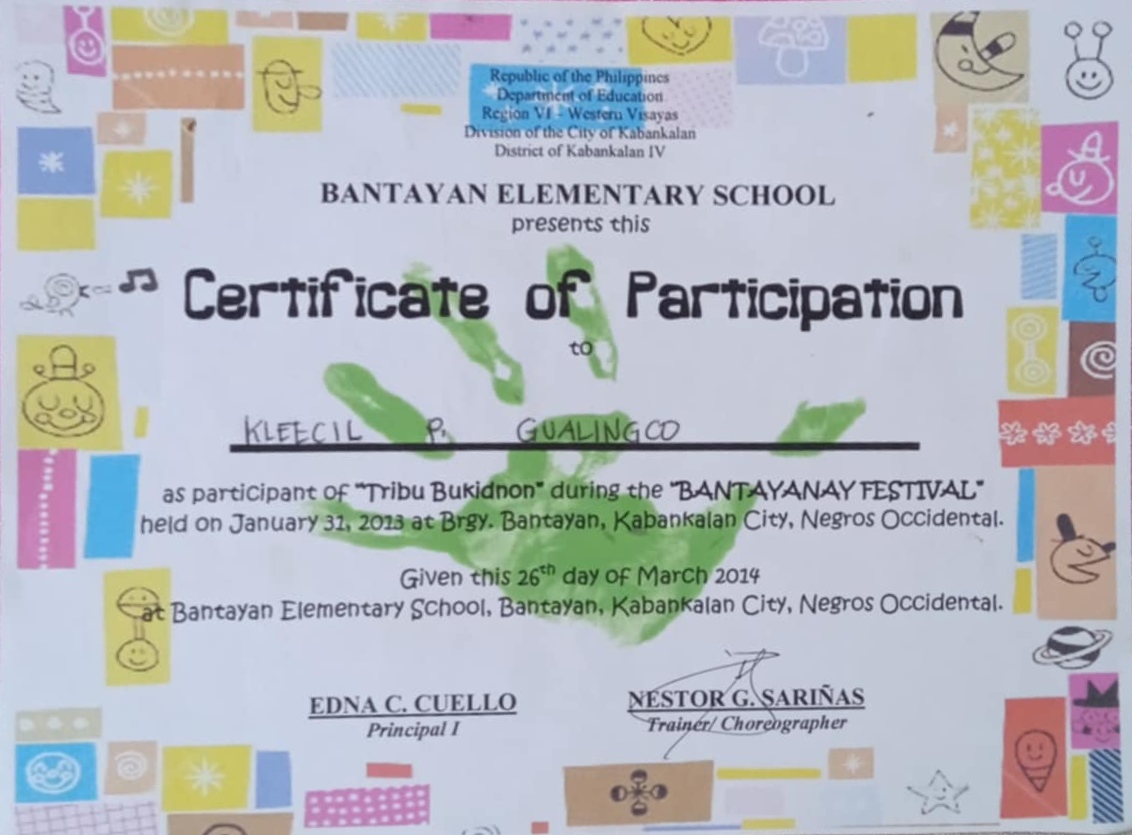 Republic of the Philippines
Department of Education
Region VI - Western Visayas
Division of the City of Kabankalan
District of Kabankalan IV
BANTAYAN ELEMENTARY SCHOOL
presents this
Certificate of Participation
to
KLEECIL P. GUALINGCO
as participant of "Tribu Bukidnon" during the "BANTAYANAY FESTIVAL"
held on January 31, 2013 at Brgy. Bantayan, Kabankalan City, Negros Occidental.
Given this 26th day of March 2014
at Bantayan Elementary School, Bantayan, Kabankalan City, Negros Occidental.
EDNA C. CUELLO NESTOR G. SARIÑAS
Principal I Trainer/ Choreographer